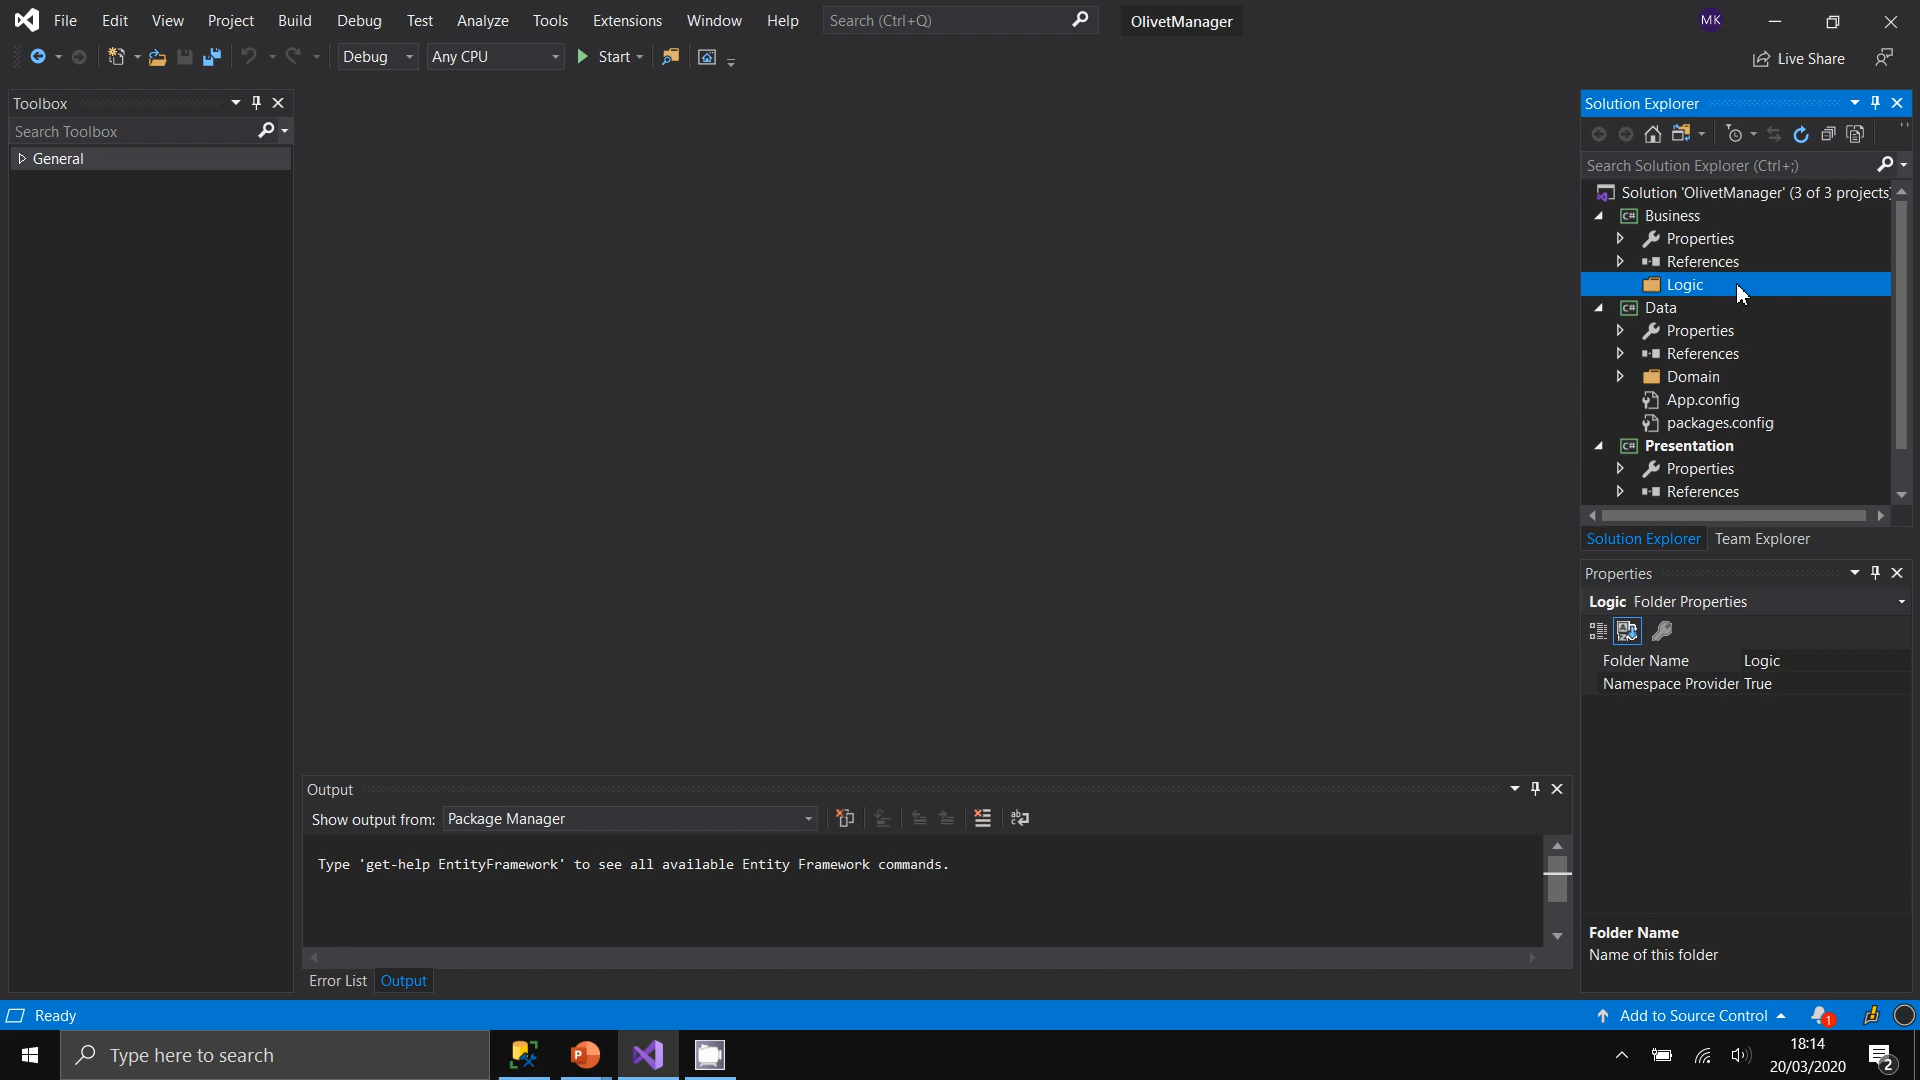 File Edit View Project Build Debug Test Analyze Tools Extensions Window Help Search (Ctrl+Q) OlivetManager MK
Debug Any CPU Start Live Share
Toolbox
Search Toolbox
General
Solution Explorer
Search Solution Explorer (Ctrl+;)
Solution 'OlivetManager' (3 of 3 projects
C# Business
Properties
References
Logic
C# Data
Properties
References
Domain
App.config
packages.config
C# Presentation
Properties
References
Solution Explorer Team Explorer
Properties
Logic Folder Properties
Folder Name Logic
Namespace Provider True
Folder Name
Name of this folder
Output
Show output from: Package Manager
Type 'get-help EntityFramework' to see all available Entity Framework commands.
Error List Output
Ready Add to Source Control 1
Type here to search
18:14
20/03/2020
2